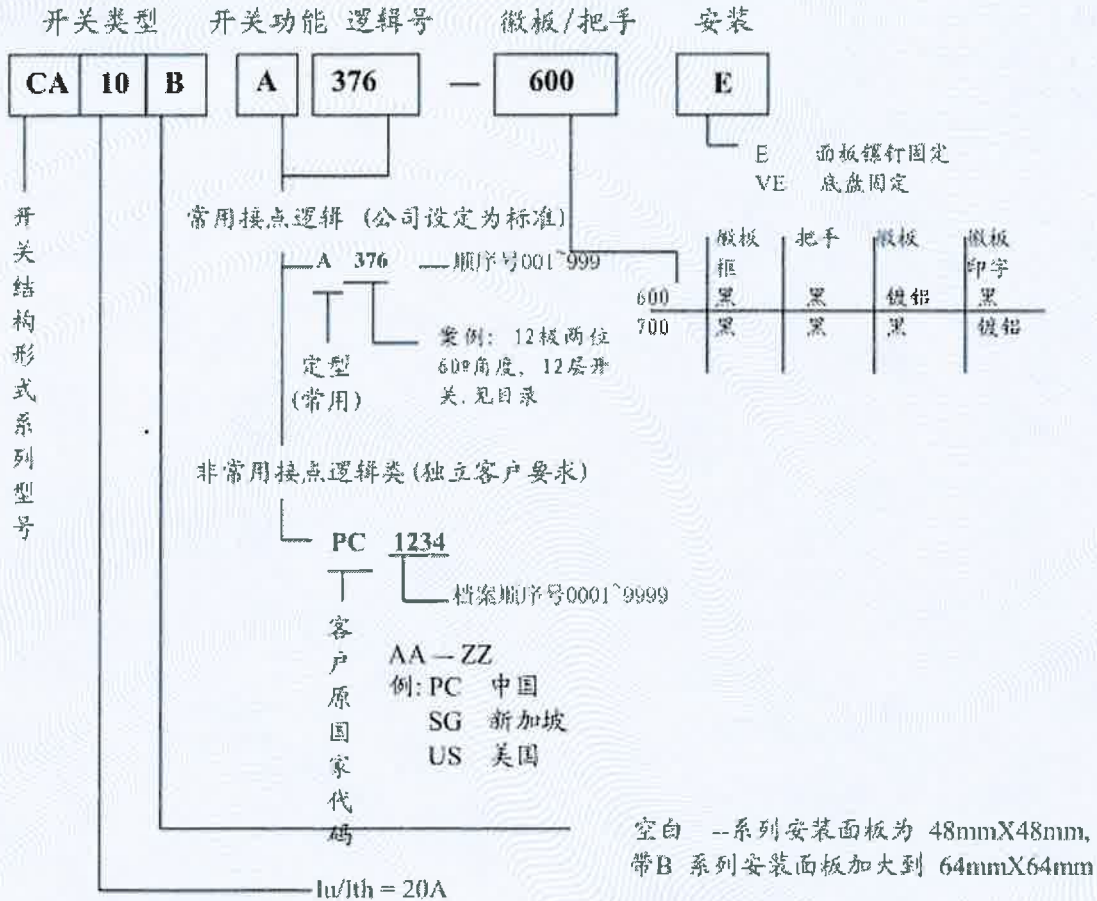 开关类型 开关功能 逻辑号 徽板/把手 安装
CA 10 B A 376 — 600 E
E 面板螺钉固定
VE 底盘固定
开关结构形式系列型号
常用接点逻辑 (公司设定为标准)
A 376 顺序号001~999
徽板框 把手 徽板 徽板印字
600 黑 黑 镀铝 黑
700 黑 黑 黑 镀铝
定型
(常用)
案例: 12极两位
60°角度, 12层开
关,见目录
非常用接点逻辑类(独立客户要求)
PC 1234
档案顺序号0001~9999
客户原国家代码
AA — ZZ
例: PC 中国
SG 新加坡
US 美国
空白 --系列安装面板为 48mmX48mm,
带B 系列安装面板加大到 64mmX64mm
Iu/Ith = 20A